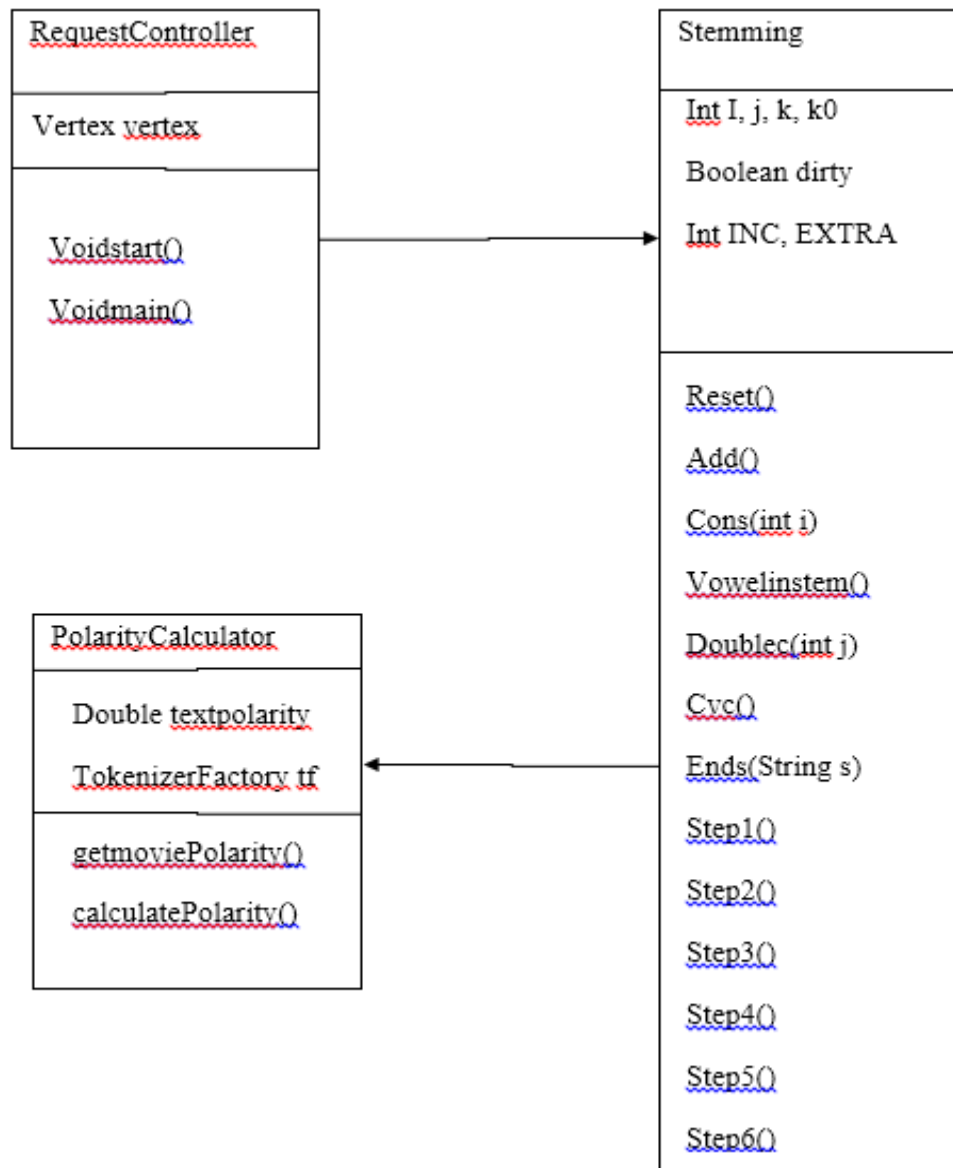 RequestController
Vertex vertex
Voidstart()
Voidmain()
Stemming
Int I, j, k, k0
Boolean dirty
Int INC, EXTRA
Reset()
Add()
Cons(int i)
Vowelinstem()
Doublec(int j)
Cvc()
Ends(String s)
Step1()
Step2()
Step3()
Step4()
Step5()
Step6()
PolarityCalculator
Double textpolarity
TokenizerFactory tf
getmoviePolarity()
calculatePolarity()